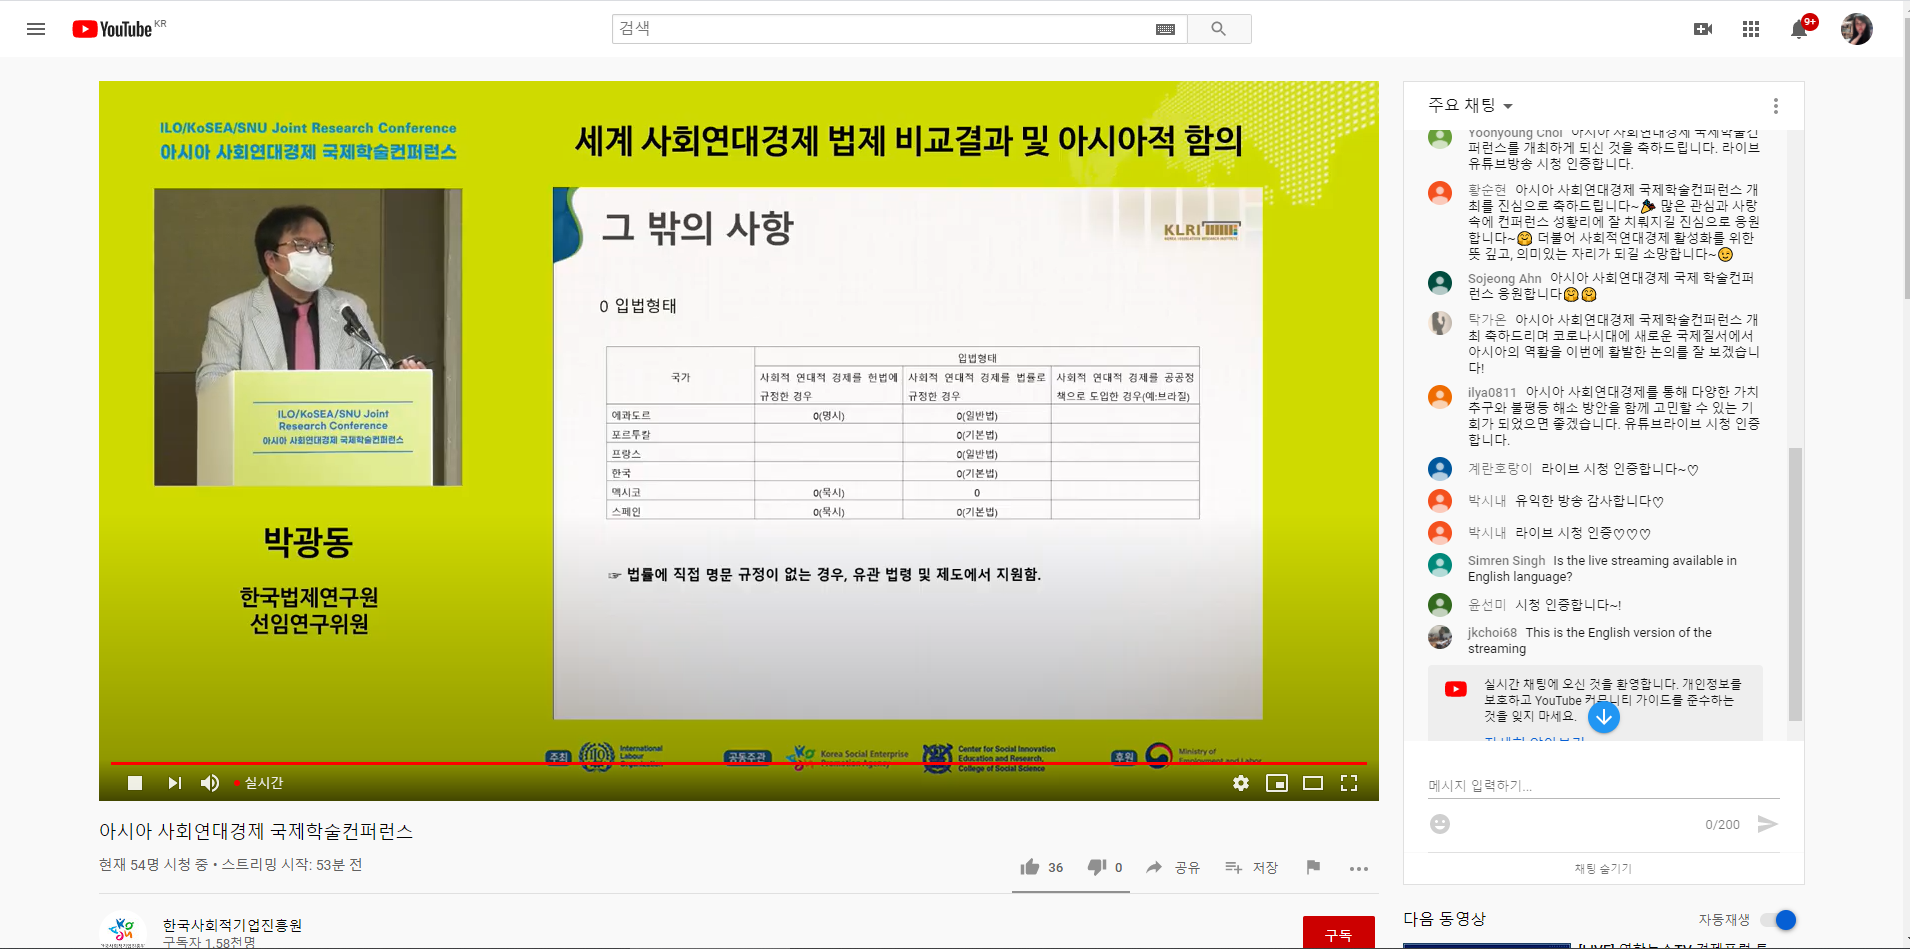 YouTube KR
검색
9+
ILO/KoSEA/SNU Joint Research Conference
아시아 사회연대경제 국제학술컨퍼런스
세계 사회연대경제 법제 비교결과 및 아시아적 함의
그 밖의 사항
KLRI
0 입법형태
국가
입법형태
사회적 연대적 경제를 헌법에 규정한 경우
사회적 연대적 경제를 법률로 규정한 경우
사회적 연대적 경제를 공공정책으로 도입한 경우(예:브라질)
에콰도르 0(명시) 0(일반법)
포르투칼 0(기본법)
프랑스 0(일반법)
한국 0(기본법)
멕시코 0(묵시) 0
스페인 0(묵시) 0(기본법)
☞ 법률에 직접 명문 규정이 없는 경우, 유관 법령 및 제도에서 지원함.
ILO/KoSEA/SNU Joint
Research Conference
아시아 사회연대경제 국제학술컨퍼런스
박광동
한국법제연구원
선임연구위원
주최
International
Labour
Organization
공동주관
Korea Social Enterprise
Promotion Agency
Center for Social Innovation
Education and Research,
College of Social Science
후원
Ministry of
Employment and Labor
실시간
아시아 사회연대경제 국제학술컨퍼런스
현재 54명 시청 중 • 스트리밍 시작: 53분 전
36
0
공유
저장
한국사회적기업진흥원
구독자 1.58천명
구독
주요 채팅
Yoonyoung Choi 아시아 사회연대경제 국제학술컨
퍼런스를 개최하게 되신 것을 축하드립니다. 라이브
유튜브방송 시청 인증합니다.
황순현 아시아 사회연대경제 국제학술컨퍼런스 개
최를 진심으로 축하드립니다~🎉 많은 관심과 사랑
속에 컨퍼런스 성황리에 잘 치뤄지길 진심으로 응원
합니다~🤗 더불어 사회적연대경제 활성화를 위한
뜻 깊고, 의미있는 자리가 되길 소망합니다~😉
Sojeong Ahn 아시아 사회연대경제 국제 학술컨퍼
런스 응원합니다🤗🤗
탁가온 아시아 사회연대경제 국제학술컨퍼런스 개
최 축하드리며 코로나시대에 새로운 국제질서에서
아시아의 역활을 이번에 활발한 논의를 잘 보겠습니
다!
ilya0811 아시아 사회연대경제를 통해 다양한 가치
추구와 불평등 해소 방안을 함께 고민할 수 있는 기
회가 되었으면 좋겠습니다. 유튜브라이브 시청 인증
합니다.
계란호랑이 라이브 시청 인증합니다~♡
박시내 유익한 방송 감사합니다♡
박시내 라이브 시청 인증♡♡♡
Simren Singh Is the live streaming available in
English language?
윤선미 시청 인증합니다~!
jkchoi68 This is the English version of the
streaming
실시간 채팅에 오신 것을 환영합니다. 개인정보를
보호하고 YouTube 커뮤니티 가이드를 준수하는
것을 잊지 마세요.
자세히 알아보기
메시지 입력하기...
0/200
채팅 숨기기
다음 동영상
자동재생